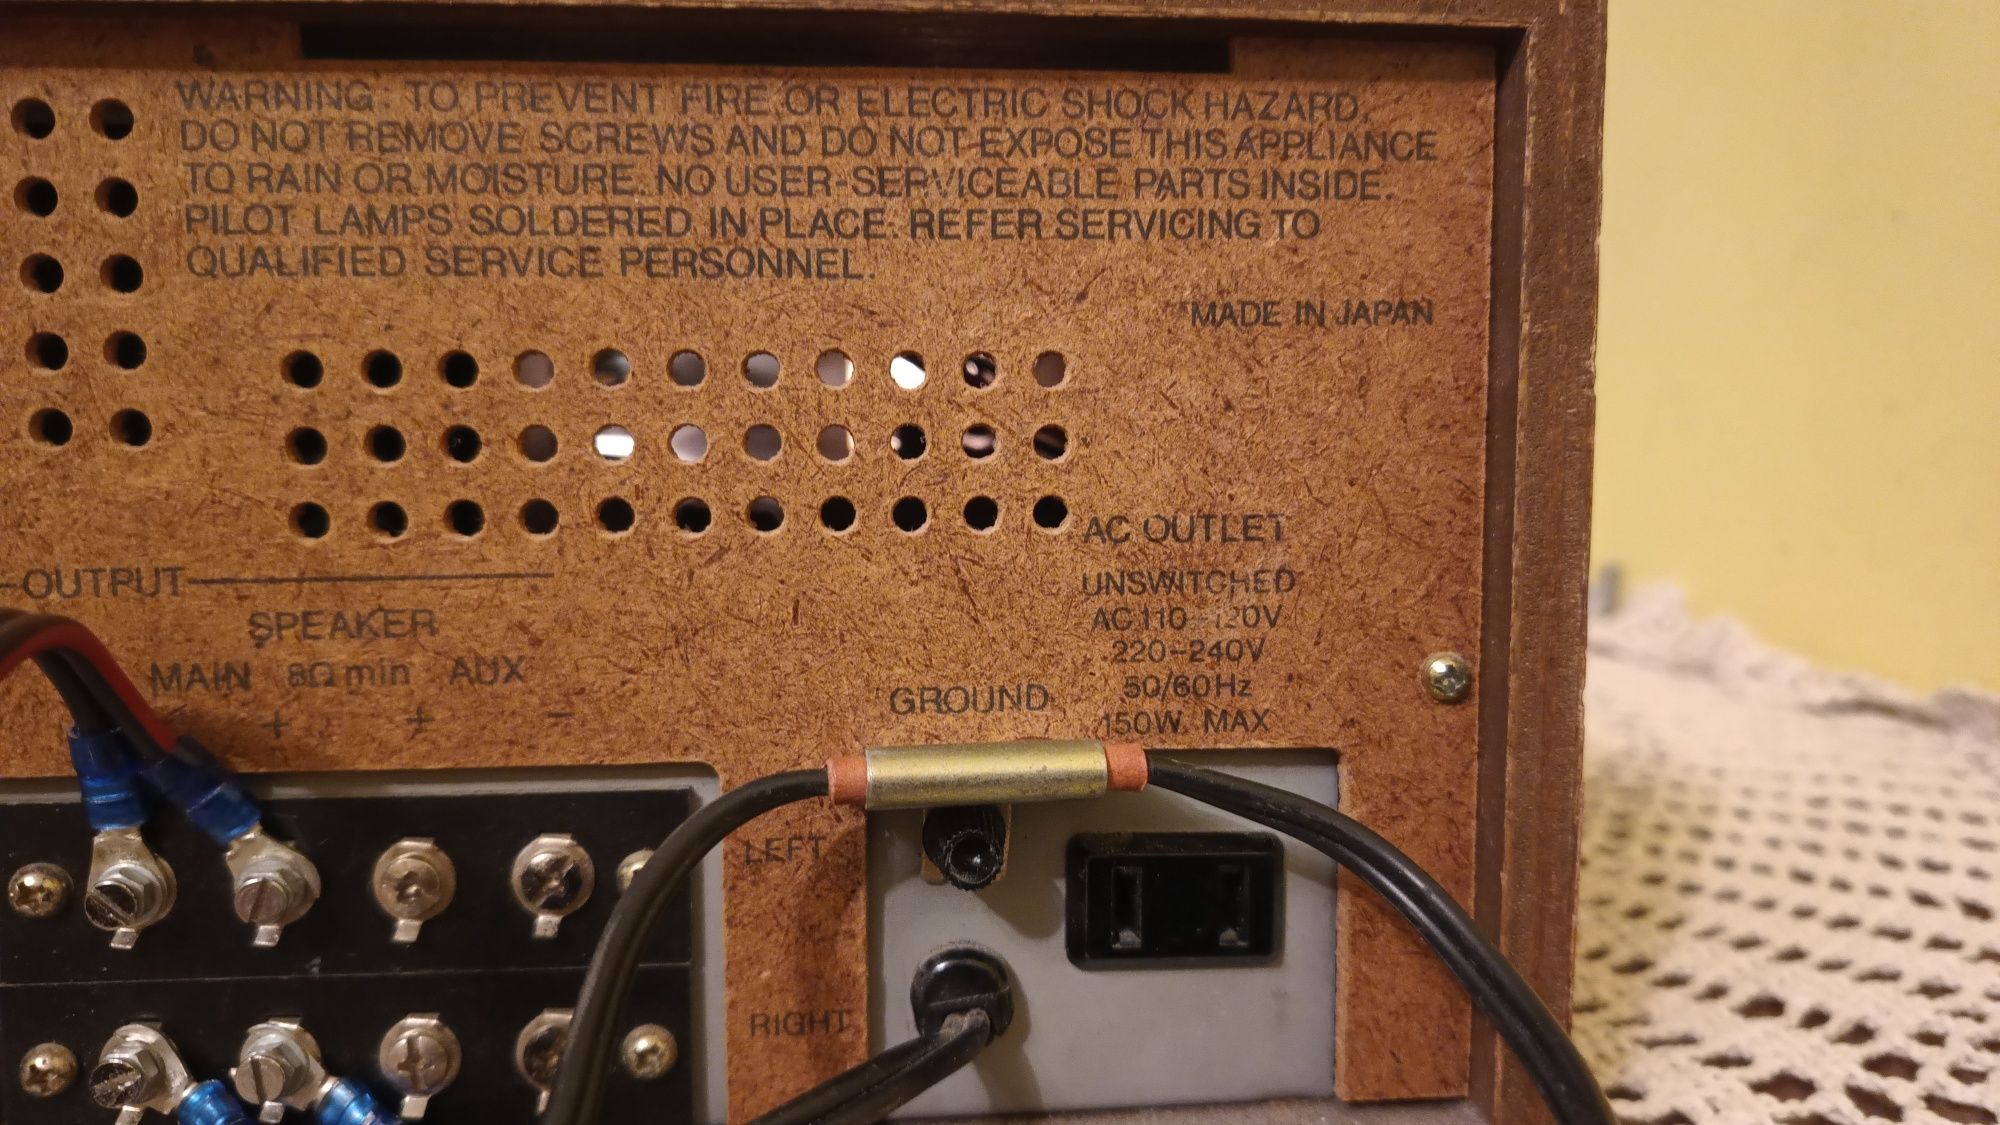 WARNING: TO PREVENT FIRE OR ELECTRIC SHOCK HAZARD,
DO NOT REMOVE SCREWS AND DO NOT EXPOSE THIS APPLIANCE
TO RAIN OR MOISTURE. NO USER-SERVICEABLE PARTS INSIDE.
PILOT LAMPS SOLDERED IN PLACE. REFER SERVICING TO
QUALIFIED SERVICE PERSONNEL.
MADE IN JAPAN
AC OUTLET
UNSWITCHED
AC 110-120V
220-240V
50/60Hz
150W MAX
OUTPUT
SPEAKER
MAIN 8Ω min AUX
+ + −
GROUND
LEFT
RIGHT